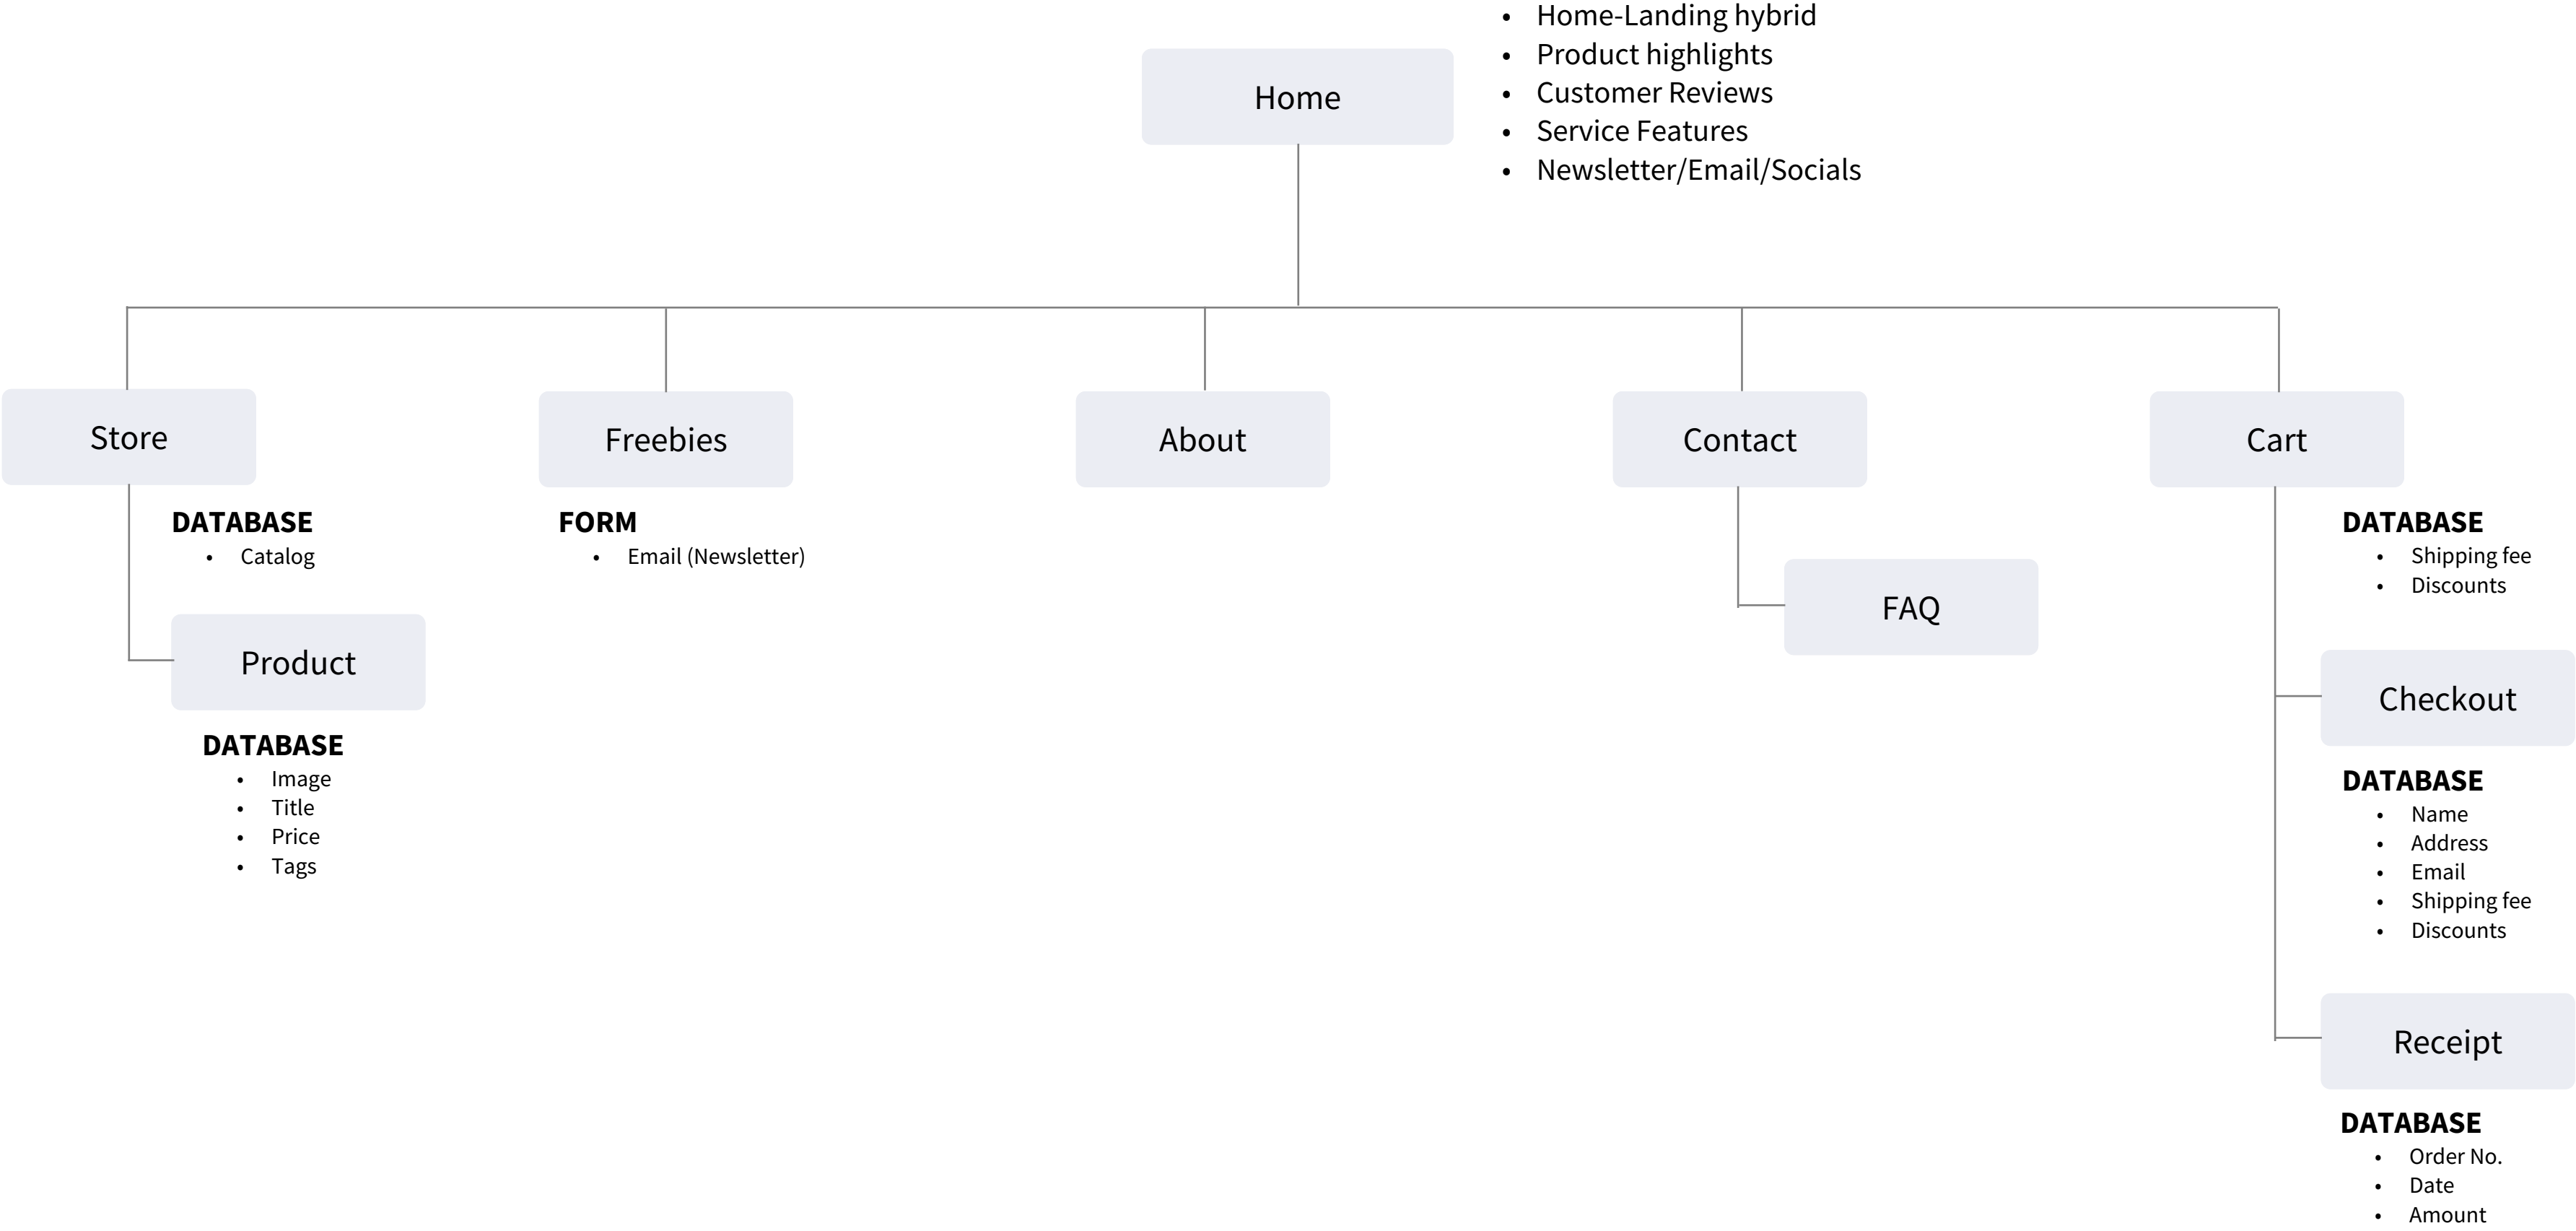 • Home-Landing hybrid
• Product highlights
• Customer Reviews
• Service Features
• Newsletter/Email/Socials
Home
Store
DATABASE
• Catalog
Product
DATABASE
• Image
• Title
• Price
• Tags
Freebies
FORM
• Email (Newsletter)
About
Contact
FAQ
Cart
DATABASE
• Shipping fee
• Discounts
Checkout
DATABASE
• Name
• Address
• Email
• Shipping fee
• Discounts
Receipt
DATABASE
• Order No.
• Date
• Amount